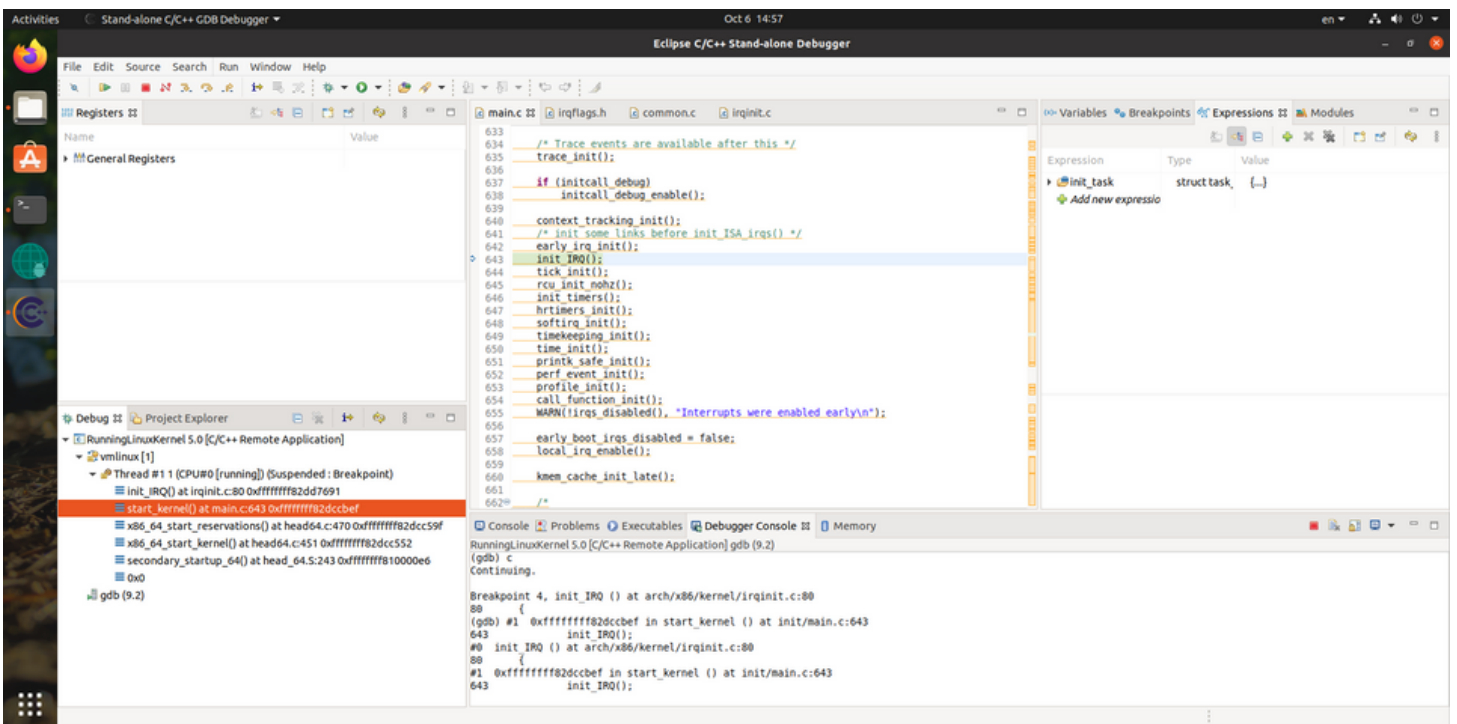 Activities
Stand-alone C/C++ GDB Debugger
Oct 6 14:57
en
Eclipse C/C++ Stand-alone Debugger
File Edit Source Search Run Window Help
Registers
Name Value
General Registers
main.c irqflags.h common.c irqinit.c
633
634 /* Trace events are available after this */
635 trace_init();
636
637 if (initcall_debug)
638 initcall_debug_enable();
639
640 context_tracking_init();
641 /* init some links before init_ISA_irqs() */
642 early_irq_init();
643 init_IRQ();
644 tick_init();
645 rcu_init_nohz();
646 init_timers();
647 hrtimers_init();
648 softirq_init();
649 timekeeping_init();
650 time_init();
651 printk_safe_init();
652 perf_event_init();
653 profile_init();
654 call_function_init();
655 WARN(!irqs_disabled(), "Interrupts were enabled early\n");
656
657 early_boot_irqs_disabled = false;
658 local_irq_enable();
659
660 kmem_cache_init_late();
661
662 /*
Variables Breakpoints Expressions Modules
Expression Type Value
init_task struct task_ {...}
Add new expressio
Debug Project Explorer
RunningLinuxKernel 5.0 [C/C++ Remote Application]
vmlinux [1]
Thread #1 1 (CPU#0 [running]) (Suspended : Breakpoint)
init_IRQ() at irqinit.c:80 0xffffffff82dd7691
start_kernel() at main.c:643 0xffffffff82dccbef
x86_64_start_reservations() at head64.c:470 0xffffffff82dcc59f
x86_64_start_kernel() at head64.c:451 0xffffffff82dcc552
secondary_startup_64() at head_64.S:243 0xffffffff810000e6
0x0
gdb (9.2)
Console Problems Executables Debugger Console Memory
RunningLinuxKernel 5.0 [C/C++ Remote Application] gdb (9.2)
(gdb) c
Continuing.
Breakpoint 4, init_IRQ () at arch/x86/kernel/irqinit.c:80
80 {
(gdb) #1 0xffffffff82dccbef in start_kernel () at init/main.c:643
643 init_IRQ();
#0 init_IRQ () at arch/x86/kernel/irqinit.c:80
80 {
#1 0xffffffff82dccbef in start_kernel () at init/main.c:643
643 init_IRQ();